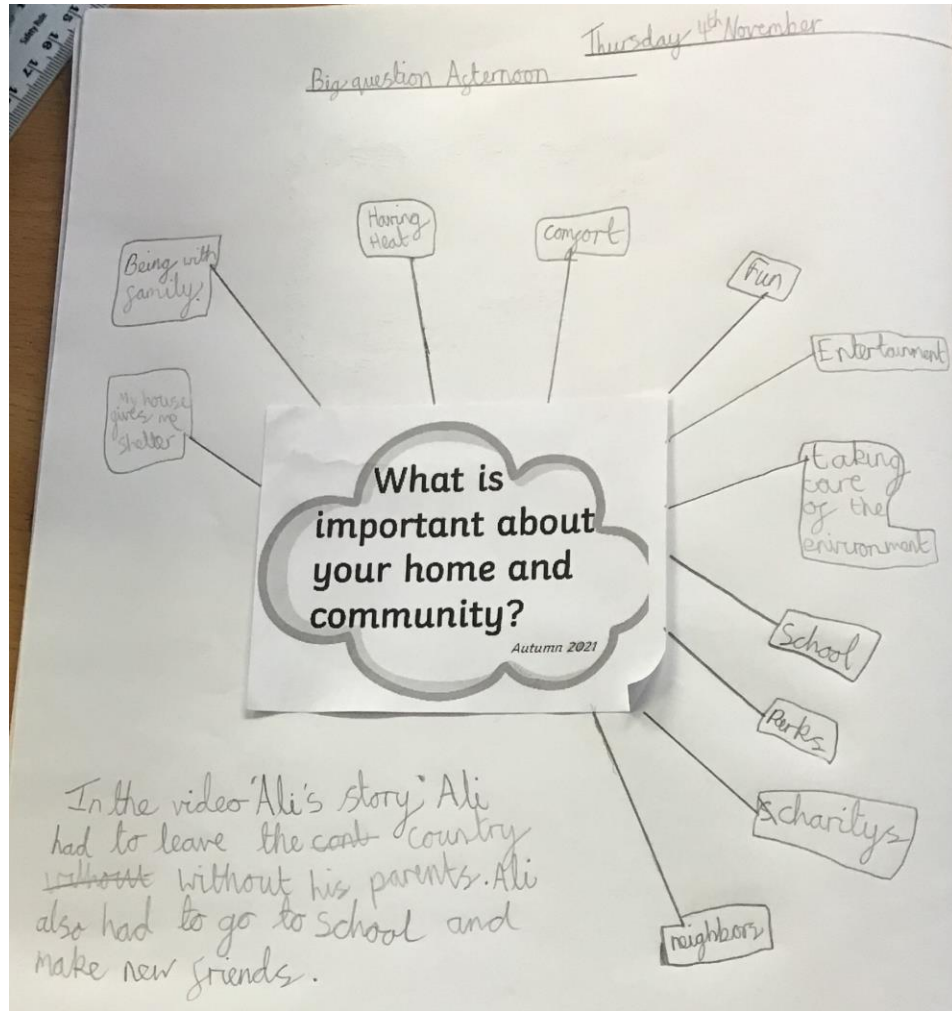 Thursday 4th November
Big question Afternoon
Being with
family.
Having
Heat
comfort
Fun
Entertainment
My house
gives me
shelter
taking
care
of the
enirvronment
What is
important about
your home and
community?
Autumn 2021
School
Parks
charitys
neighbors
In the video 'Ali's story' Ali
had to leave the cont country
without without his parents. Ali
also had to go to school and
make new friends.